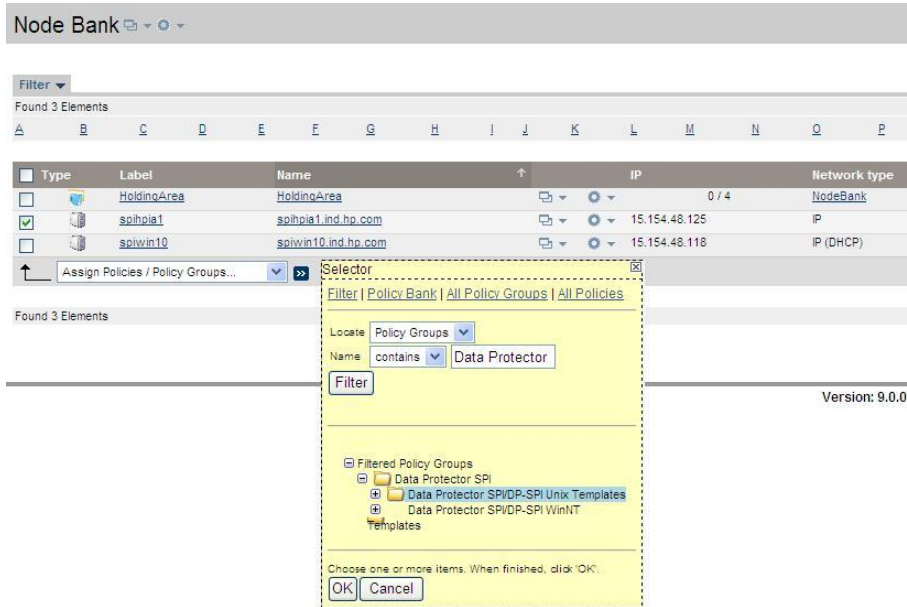 Node Bank
Filter
Found 3 Elements
A B C D E F G H I J K L M N O P
Type Label Name IP Network type
HoldingArea HoldingArea 0 / 4 NodeBank
spihpia1 spihpia1.ind.hp.com 15.154.48.125 IP
spiwin10 spiwin10.ind.hp.com 15.154.48.118 IP (DHCP)
Assign Policies / Policy Groups...
Found 3 Elements
Selector
Filter | Policy Bank | All Policy Groups | All Policies
Locate Policy Groups
Name contains Data Protector
Filter
Version: 9.0.0
Filtered Policy Groups
Data Protector SPI
Data Protector SPI/DP-SPI Unix Templates
Data Protector SPI/DP-SPI WinNT
Templates
Choose one or more items. When finished, click 'OK'.
OK Cancel